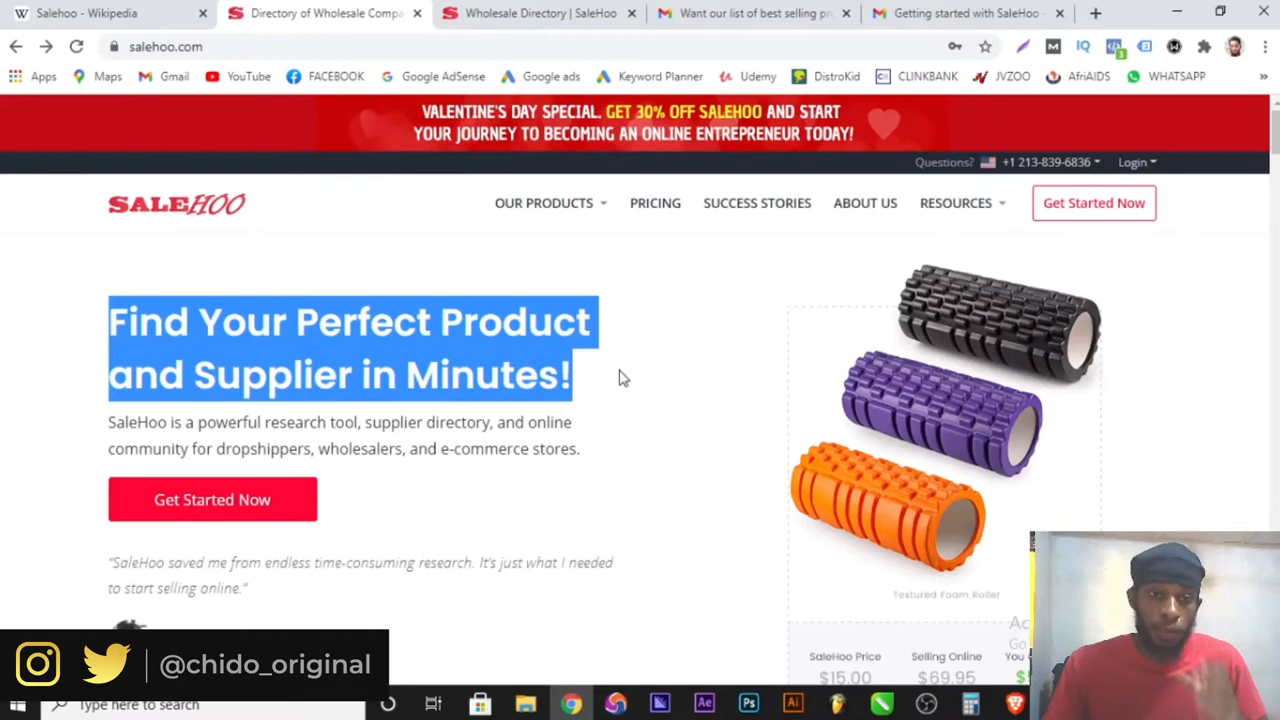 Salehoo - Wikipedia
Directory of Wholesale Compa
Wholesale Directory | SaleHoo
Want our list of best selling pr
Getting started with SaleHoo -
salehoo.com
3
Apps
Maps
Gmail
YouTube
FACEBOOK
Google AdSense
Google ads
Keyword Planner
Udemy
DistroKid
CLINKBANK
JVZOO
AfriAIDS
WHATSAPP
VALENTINE'S DAY SPECIAL. GET 30% OFF SALEHOO AND START
YOUR JOURNEY TO BECOMING AN ONLINE ENTREPRENEUR TODAY!
Questions? +1 213-839-6836
Login
SALEHOO
OUR PRODUCTS
PRICING
SUCCESS STORIES
ABOUT US
RESOURCES
Get Started Now
Find Your Perfect Product
and Supplier in Minutes!
SaleHoo is a powerful research tool, supplier directory, and online
community for dropshippers, wholesalers, and e-commerce stores.
Get Started Now
"SaleHoo saved me from endless time-consuming research. It's just what I needed
to start selling online."
Textured Foam Roller
SaleHoo Price
Selling Online
$15.00
$69.95
@chido_original
Type here to search